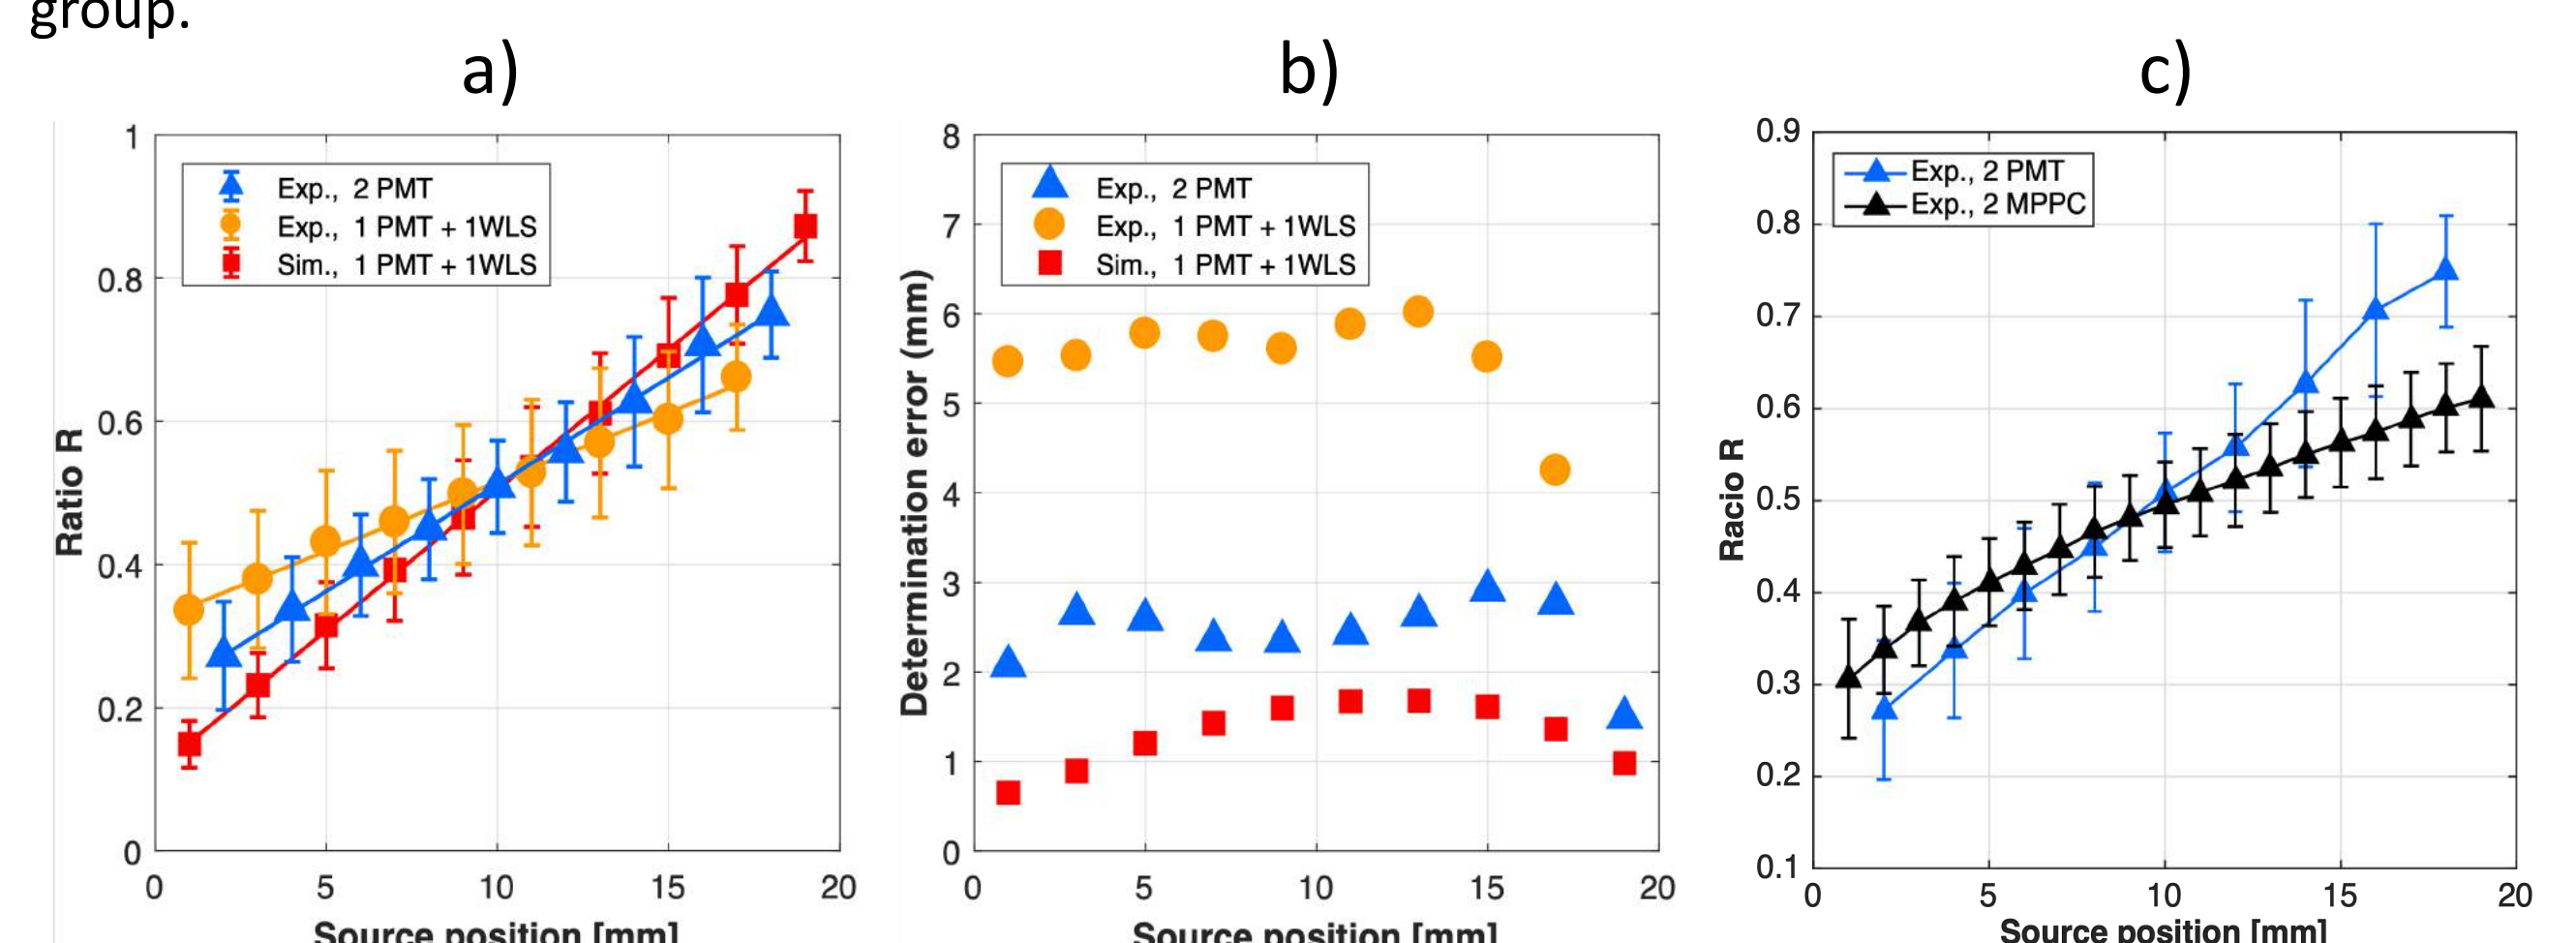 group.
a)
b)
c)
1
0.8
0.6
0.4
0.2
0
Ratio R
Exp., 2 PMT
Exp., 1 PMT + 1WLS
Sim., 1 PMT + 1WLS
0 5 10 15 20
Source position [mm]
8
7
6
5
4
3
2
1
0
Determination error (mm)
Exp., 2 PMT
Exp., 1 PMT + 1WLS
Sim., 1 PMT + 1WLS
0 5 10 15 20
Source position [mm]
0.9
0.8
0.7
0.6
0.5
0.4
0.3
0.2
0.1
Racio R
Exp., 2 PMT
Exp., 2 MPPC
0 5 10 15 20
Source position [mm]